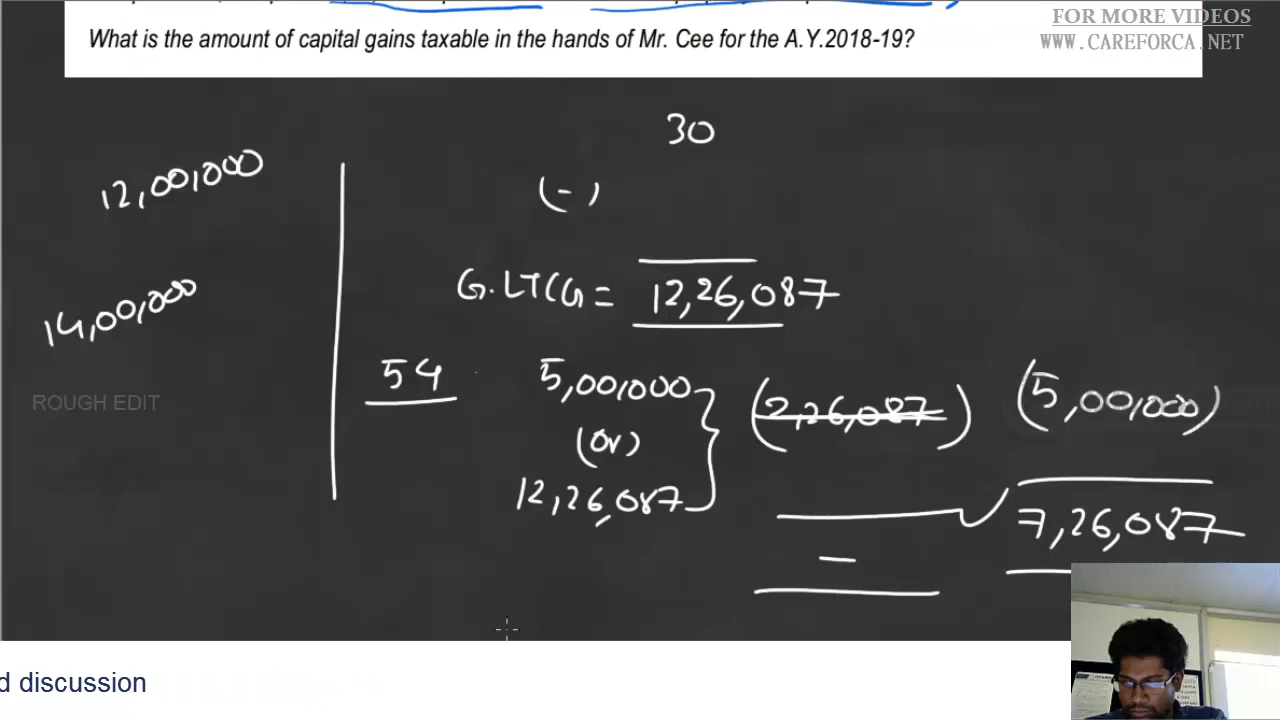 FOR MORE VIDEOS
WWW.CAREFORCA.NET
What is the amount of capital gains taxable in the hands of Mr. Cee for the A.Y.2018-19?
30
12,00,000
(-)
G.LTCG = 12,26,087
14,00,000
54
5,00,000
(or)
12,26,087
(2,26,087)
(5,00,000)
7,26,087
ROUGH EDIT
d discussion